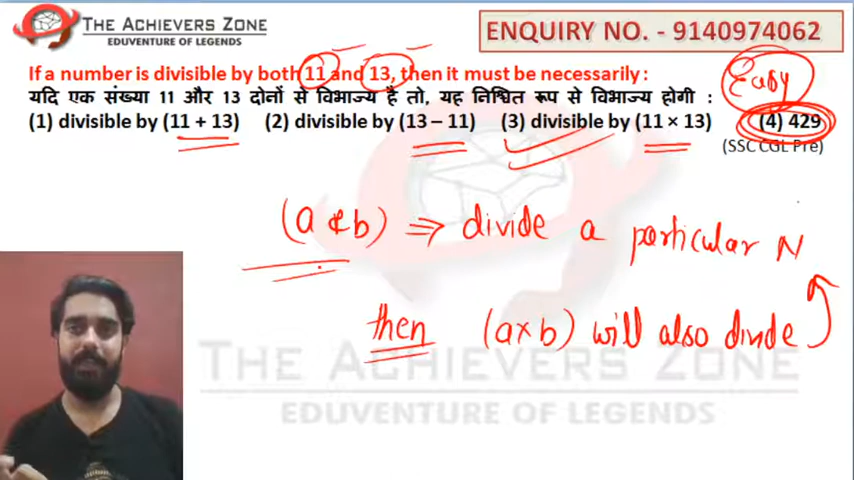 THE ACHIEVERS ZONE
EDUVENTURE OF LEGENDS
ENQUIRY NO. - 9140974062
If a number is divisible by both 11 and 13, then it must be necessarily :
Easy
यदि एक संख्या 11 और 13 दोनों से विभाज्य है तो, यह निश्चित रूप से विभाज्य होगी :
(1) divisible by (11 + 13) (2) divisible by (13 – 11) (3) divisible by (11 × 13) (4) 429
(SSC CGL Pre)
(a & b) ⇒ divide a particular N
then (a×b) will also divide
THE ACHIEVERS ZONE
EDUVENTURE OF LEGENDS